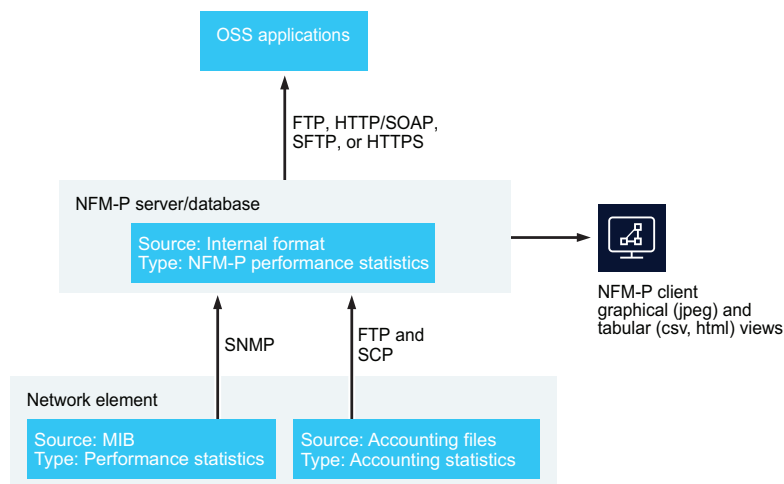 OSS applications
FTP, HTTP/SOAP,
SFTP, or HTTPS
NFM-P server/database
Source: Internal format
Type: NFM-P performance statistics
NFM-P client
graphical (jpeg) and
tabular (csv, html) views
SNMP
FTP and
SCP
Network element
Source: MIB
Type: Performance statistics
Source: Accounting files
Type: Accounting statistics